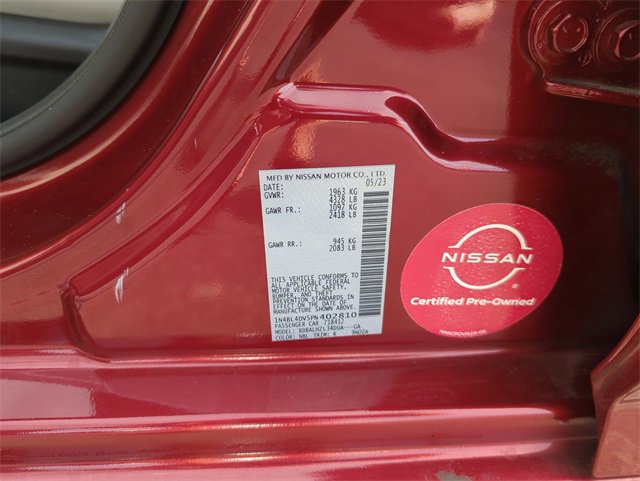 MFD BY NISSAN MOTOR CO., LTD.
DATE: 05/23
GVWR: 1963 KG
4328 LB
GAWR FR: 1097 KG
2418 LB
GAWR RR: 945 KG
2083 LB
THIS VEHICLE CONFORMS TO
ALL APPLICABLE FEDERAL
MOTOR VEHICLE SAFETY,
BUMPER, AND THEFT
PREVENTION STANDARDS IN
EFFECT ON THE DATE OF
MANUFACTURE SHOWN ABOVE
1N4BL4DV5PN402810
PASSENGER CAR 718412
MODEL:
COLOR: NBL TRIM: K
NISSAN
Certified Pre-Owned